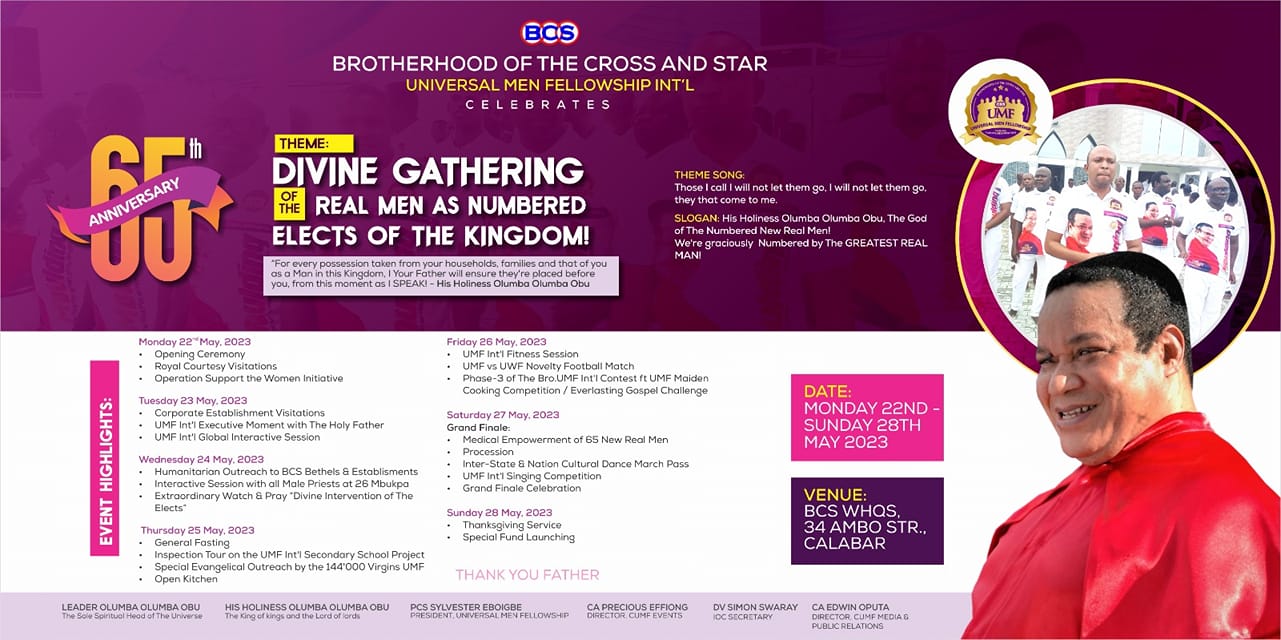 BCS
BROTHERHOOD OF THE CROSS AND STAR
UNIVERSAL MEN FELLOWSHIP INT'L
CELEBRATES
65th
ANNIVERSARY
THEME:
DIVINE GATHERING
OF THE REAL MEN AS NUMBERED
ELECTS OF THE KINGDOM!
"For every possession taken from your households, families and that of you
as a Man in this Kingdom, I Your Father will ensure they're placed before
you, from this moment as I SPEAK! - His Holiness Olumba Olumba Obu
THEME SONG:
Those I call I will not let them go, I will not let them go,
they that come to me.
SLOGAN: His Holiness Olumba Olumba Obu, The God
of The Numbered New Real Men!
We're graciously Numbered by The GREATEST REAL
MAN!
UMF
UNIVERSAL MEN FELLOWSHIP
EVENT HIGHLIGHTS:
Monday 22ND May, 2023
• Opening Ceremony
• Royal Courtesy Visitations
• Operation Support the Women Initiative
Tuesday 23 May, 2023
• Corporate Establishment Visitations
• UMF Int'l Executive Moment with The Holy Father
• UMF Int'l Global Interactive Session
Wednesday 24 May, 2023
• Humanitarian Outreach to BCS Bethels & Establisments
• Interactive Session with all Male Priests at 26 Mbukpa
• Extraordinary Watch & Pray "Divine Intervention of The
Elects"
Thursday 25 May, 2023
• General Fasting
• Inspection Tour on the UMF Int'l Secondary School Project
• Special Evangelical Outreach by the 144'000 Virgins UMF
• Open Kitchen
Friday 26 May, 2023
• UMF Int'l Fitness Session
• UMF vs UWF Novelty Football Match
• Phase-3 of The Bro.UMF Int'l Contest ft UMF Maiden
Cooking Competition / Everlasting Gospel Challenge
Saturday 27 May, 2023
Grand Finale:
• Medical Empowerment of 65 New Real Men
• Procession
• Inter-State & Nation Cultural Dance March Pass
• UMF Int'l Singing Competition
• Grand Finale Celebration
Sunday 28 May, 2023
• Thanksgiving Service
• Special Fund Launching
THANK YOU FATHER
DATE:
MONDAY 22ND -
SUNDAY 28TH
MAY 2023
VENUE:
BCS WHQS,
34 AMBO STR.,
CALABAR
LEADER OLUMBA OLUMBA OBU
The Sole Spiritual Head of The Universe
HIS HOLINESS OLUMBA OLUMBA OBU
The King of kings and the Lord of lords
PCS SYLVESTER EBOIGBE
PRESIDENT, UNIVERSAL MEN FELLOWSHIP
CA PRECIOUS EFFIONG
DIRECTOR, CUMF EVENTS
DV SIMON SWARAY
IOC SECRETARY
CA EDWIN OPUTA
DIRECTOR, CUMF MEDIA &
PUBLIC RELATIONS